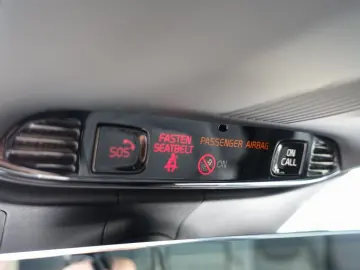 SOS
FASTEN
SEATBELT
PASSENGER AIRBAG
ON
ON
CALL